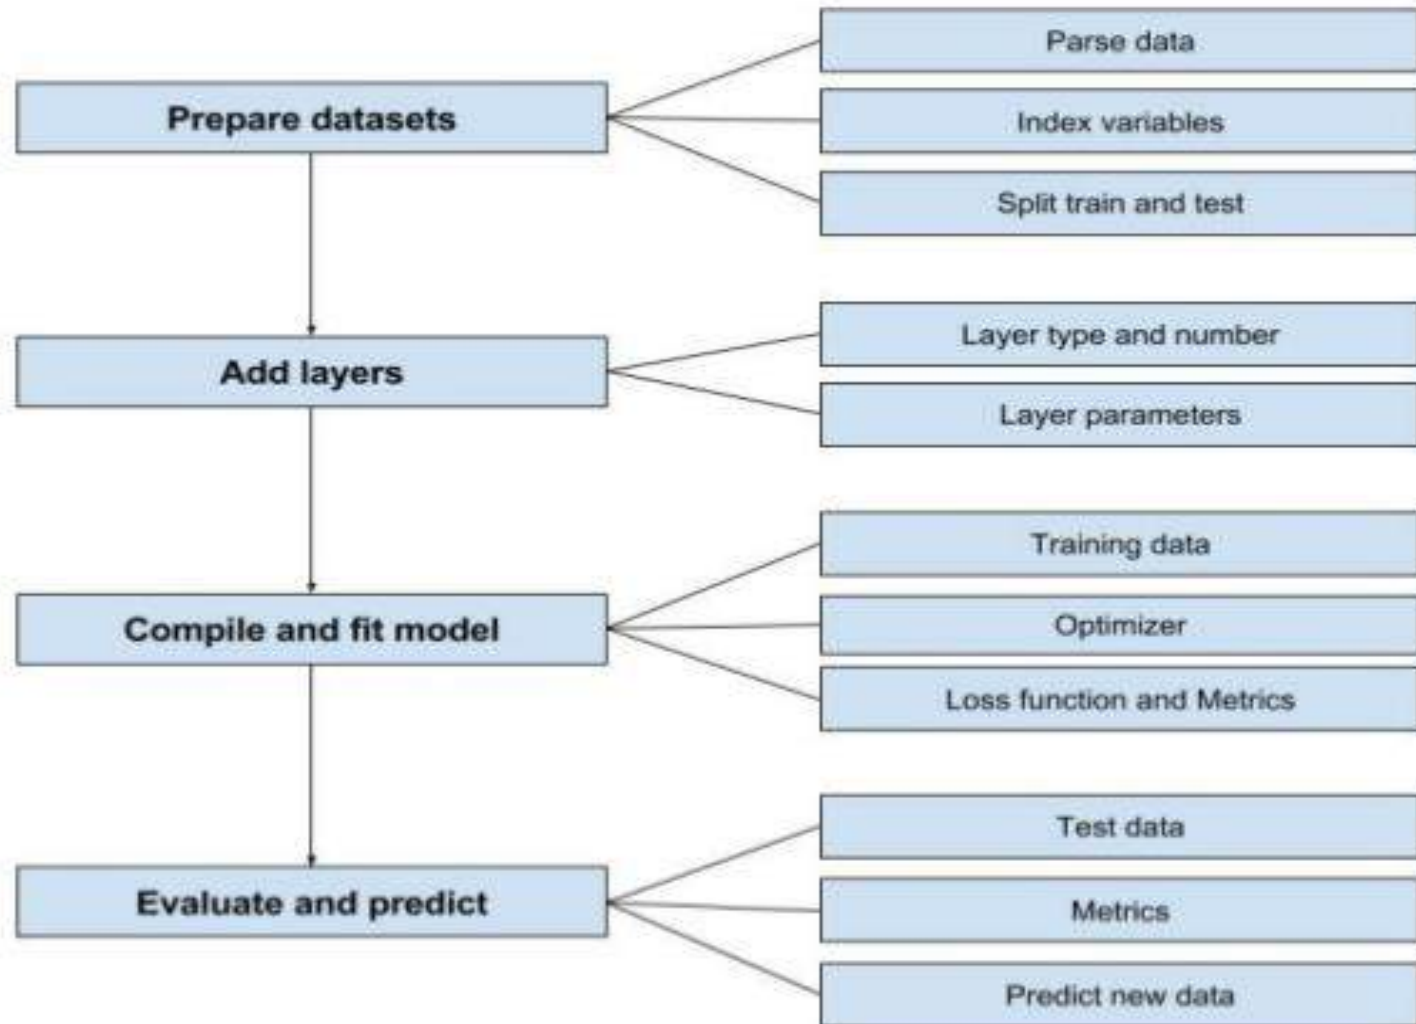 Prepare datasets
Parse data
Index variables
Split train and test
Add layers
Layer type and number
Layer parameters
Compile and fit model
Training data
Optimizer
Loss function and Metrics
Evaluate and predict
Test data
Metrics
Predict new data